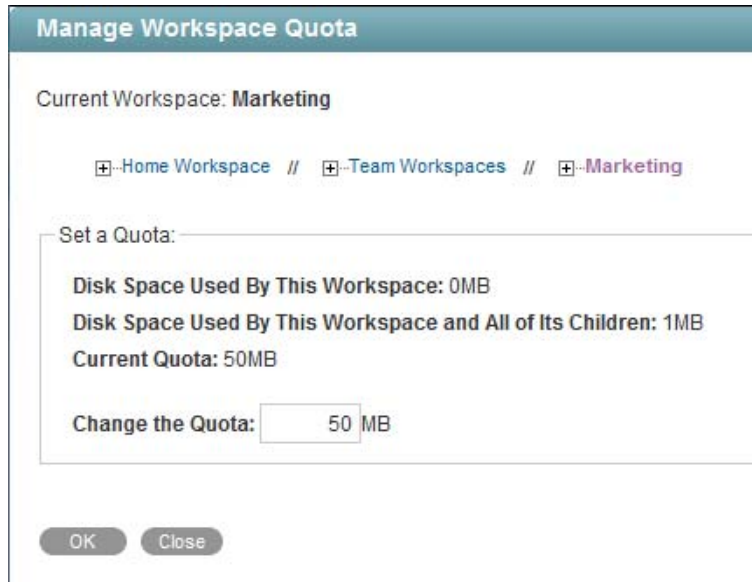 Manage Workspace Quota
Current Workspace: Marketing
Home Workspace // Team Workspaces // Marketing
Set a Quota:
Disk Space Used By This Workspace: 0MB
Disk Space Used By This Workspace and All of Its Children: 1MB
Current Quota: 50MB
Change the Quota: 50 MB
OK Close